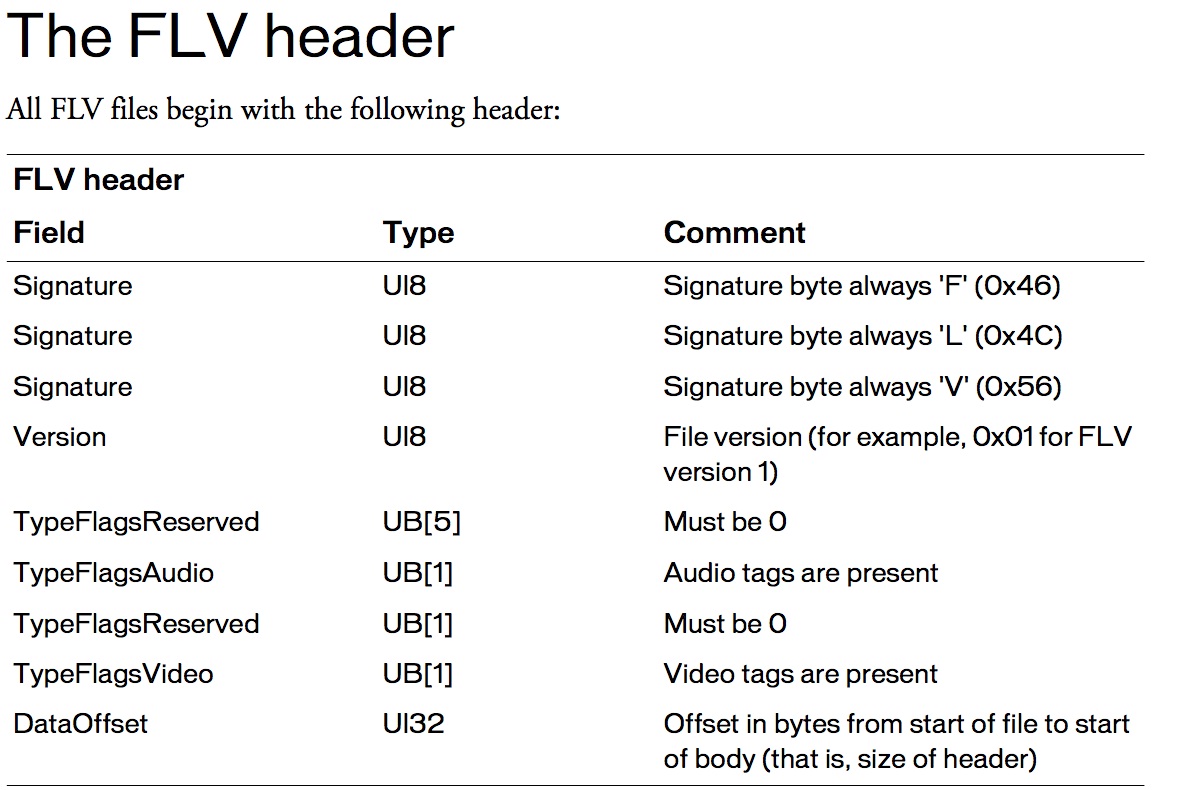 The FLV header
All FLV files begin with the following header:
FLV header
Field Type Comment
Signature UI8 Signature byte always 'F' (0x46)
Signature UI8 Signature byte always 'L' (0x4C)
Signature UI8 Signature byte always 'V' (0x56)
Version UI8 File version (for example, 0x01 for FLV
version 1)
TypeFlagsReserved UB[5] Must be 0
TypeFlagsAudio UB[1] Audio tags are present
TypeFlagsReserved UB[1] Must be 0
TypeFlagsVideo UB[1] Video tags are present
DataOffset UI32 Offset in bytes from start of file to start
of body (that is, size of header)